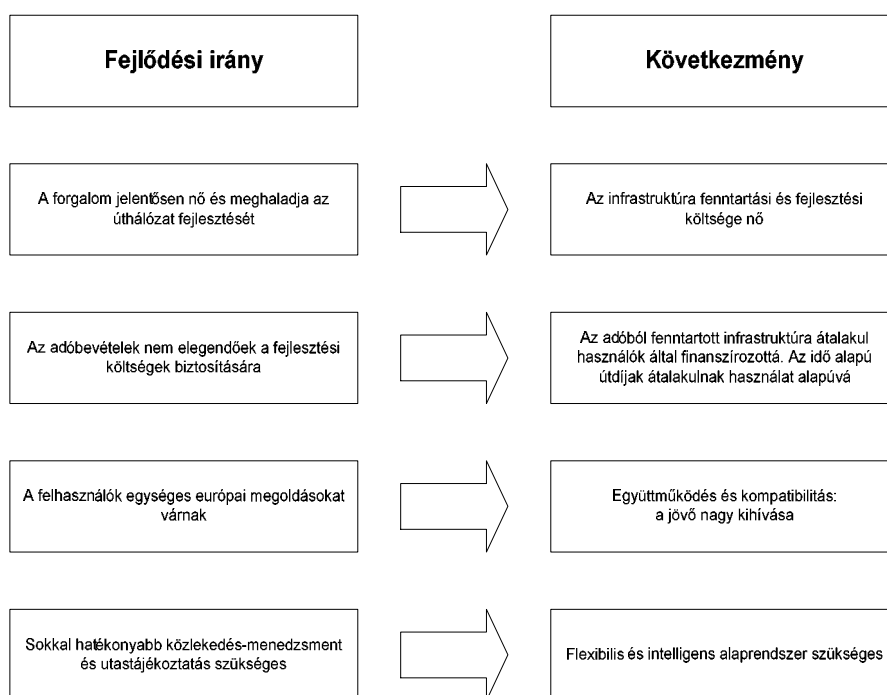 Fejlődési irány
Következmény
A forgalom jelentősen nő és meghaladja az
úthálózat fejlesztését
Az infrastruktúra fenntartási és fejlesztési
költsége nő
Az adóbevételek nem elegendőek a fejlesztési
költségek biztosítására
Az adóból fenntartott infrastruktúra átalakul
használók által finanszírozottá. Az idő alapú
útdíjak átalakulnak használat alapúvá
A felhasználók egységes európai megoldásokat
várnak
Együttműködés és kompatibilitás:
a jövő nagy kihívása
Sokkal hatékonyabb közlekedés-menedzsment
és utastájékoztatás szükséges
Flexibilis és intelligens alaprendszer szükséges